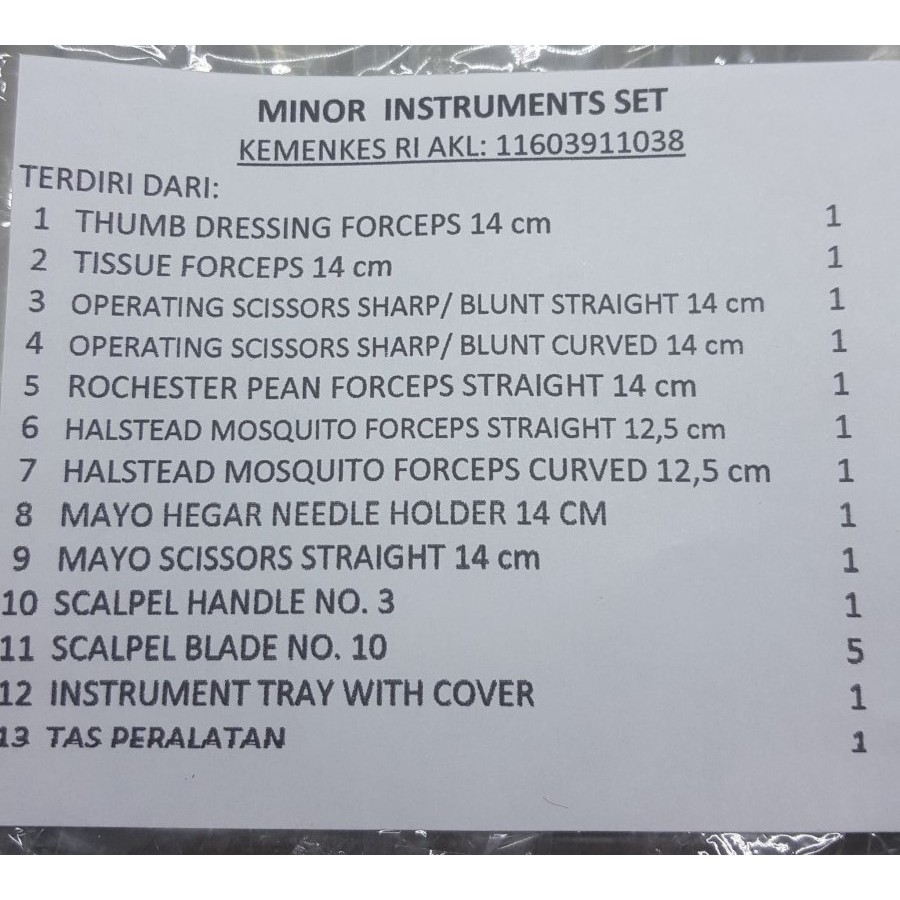 MINOR INSTRUMENTS SET
KEMENKES RI AKL: 11603911038
TERDIRI DARI:
1 THUMB DRESSING FORCEPS 14 cm 1
2 TISSUE FORCEPS 14 cm 1
3 OPERATING SCISSORS SHARP/ BLUNT STRAIGHT 14 cm 1
4 OPERATING SCISSORS SHARP/ BLUNT CURVED 14 cm 1
5 ROCHESTER PEAN FORCEPS STRAIGHT 14 cm 1
6 HALSTEAD MOSQUITO FORCEPS STRAIGHT 12,5 cm 1
7 HALSTEAD MOSQUITO FORCEPS CURVED 12,5 cm 1
8 MAYO HEGAR NEEDLE HOLDER 14 CM 1
9 MAYO SCISSORS STRAIGHT 14 cm 1
10 SCALPEL HANDLE NO. 3 1
11 SCALPEL BLADE NO. 10 5
12 INSTRUMENT TRAY WITH COVER 1
13 TAS PERALATAN 1